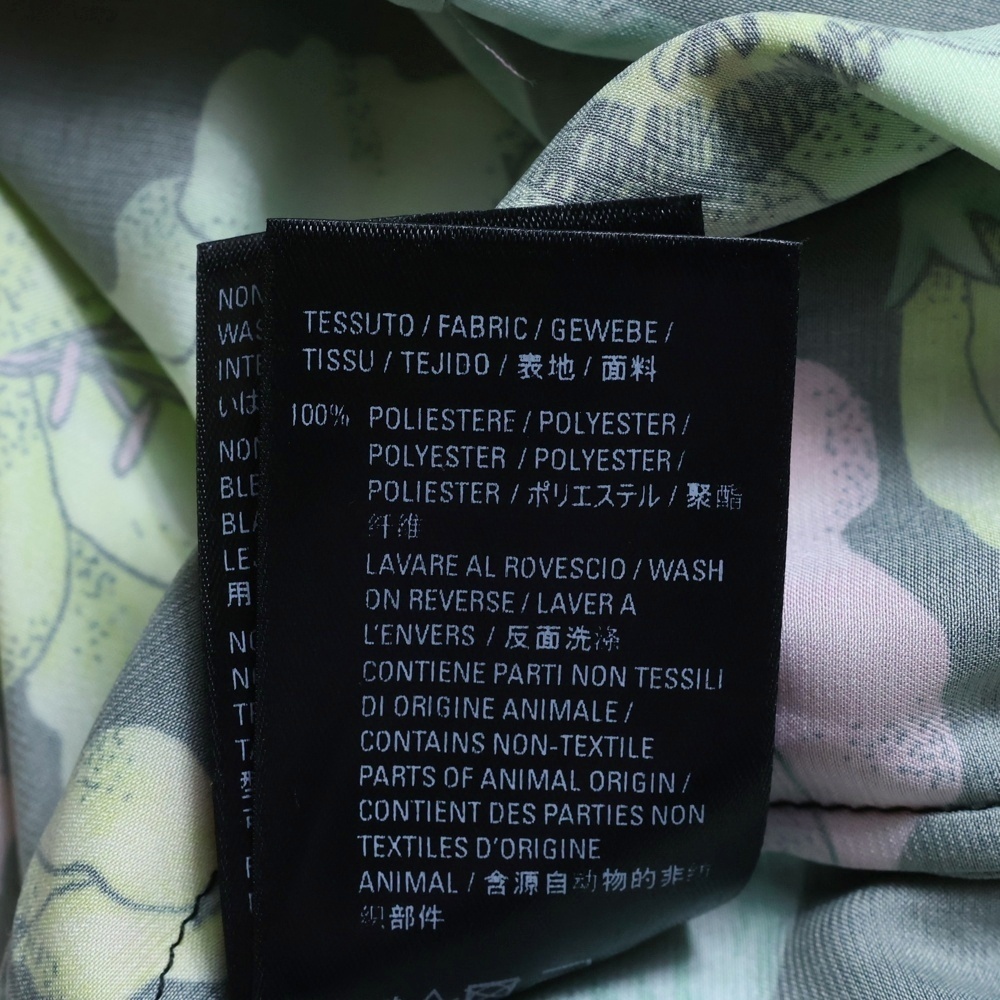 TESSUTO / FABRIC / GEWEBE /
TISSU / TEJIDO / 表地 / 面料
100% POLIESTERE / POLYESTER /
POLYESTER / POLYESTER /
POLIESTER / ポリエステル / 聚酯
纤维
LAVARE AL ROVESCIO / WASH
ON REVERSE / LAVER A
L'ENVERS / 反面洗涤
CONTIENE PARTI NON TESSILI
DI ORIGINE ANIMALE /
CONTAINS NON-TEXTILE
PARTS OF ANIMAL ORIGIN /
CONTIENT DES PARTIES NON
TEXTILES D'ORIGINE
ANIMAL / 含源自动物的非纺
织部件